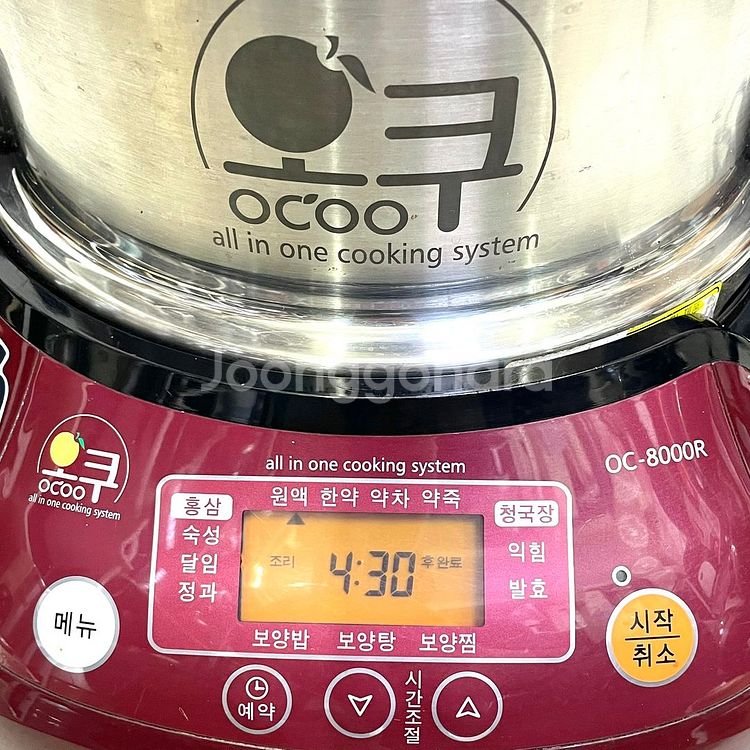 오쿠
ocoo
all in one cooking system
Joonggonara
오쿠
ocoo
all in one cooking system
all in one cooking system
OC-8000R
홍삼
숙성
달임
정과
원액 한약 약차 약죽
청국장
익힘
발효
조리
4:30
후완료
보양밥 보양탕 보양찜
메뉴
시작
취소
예약
시간조절